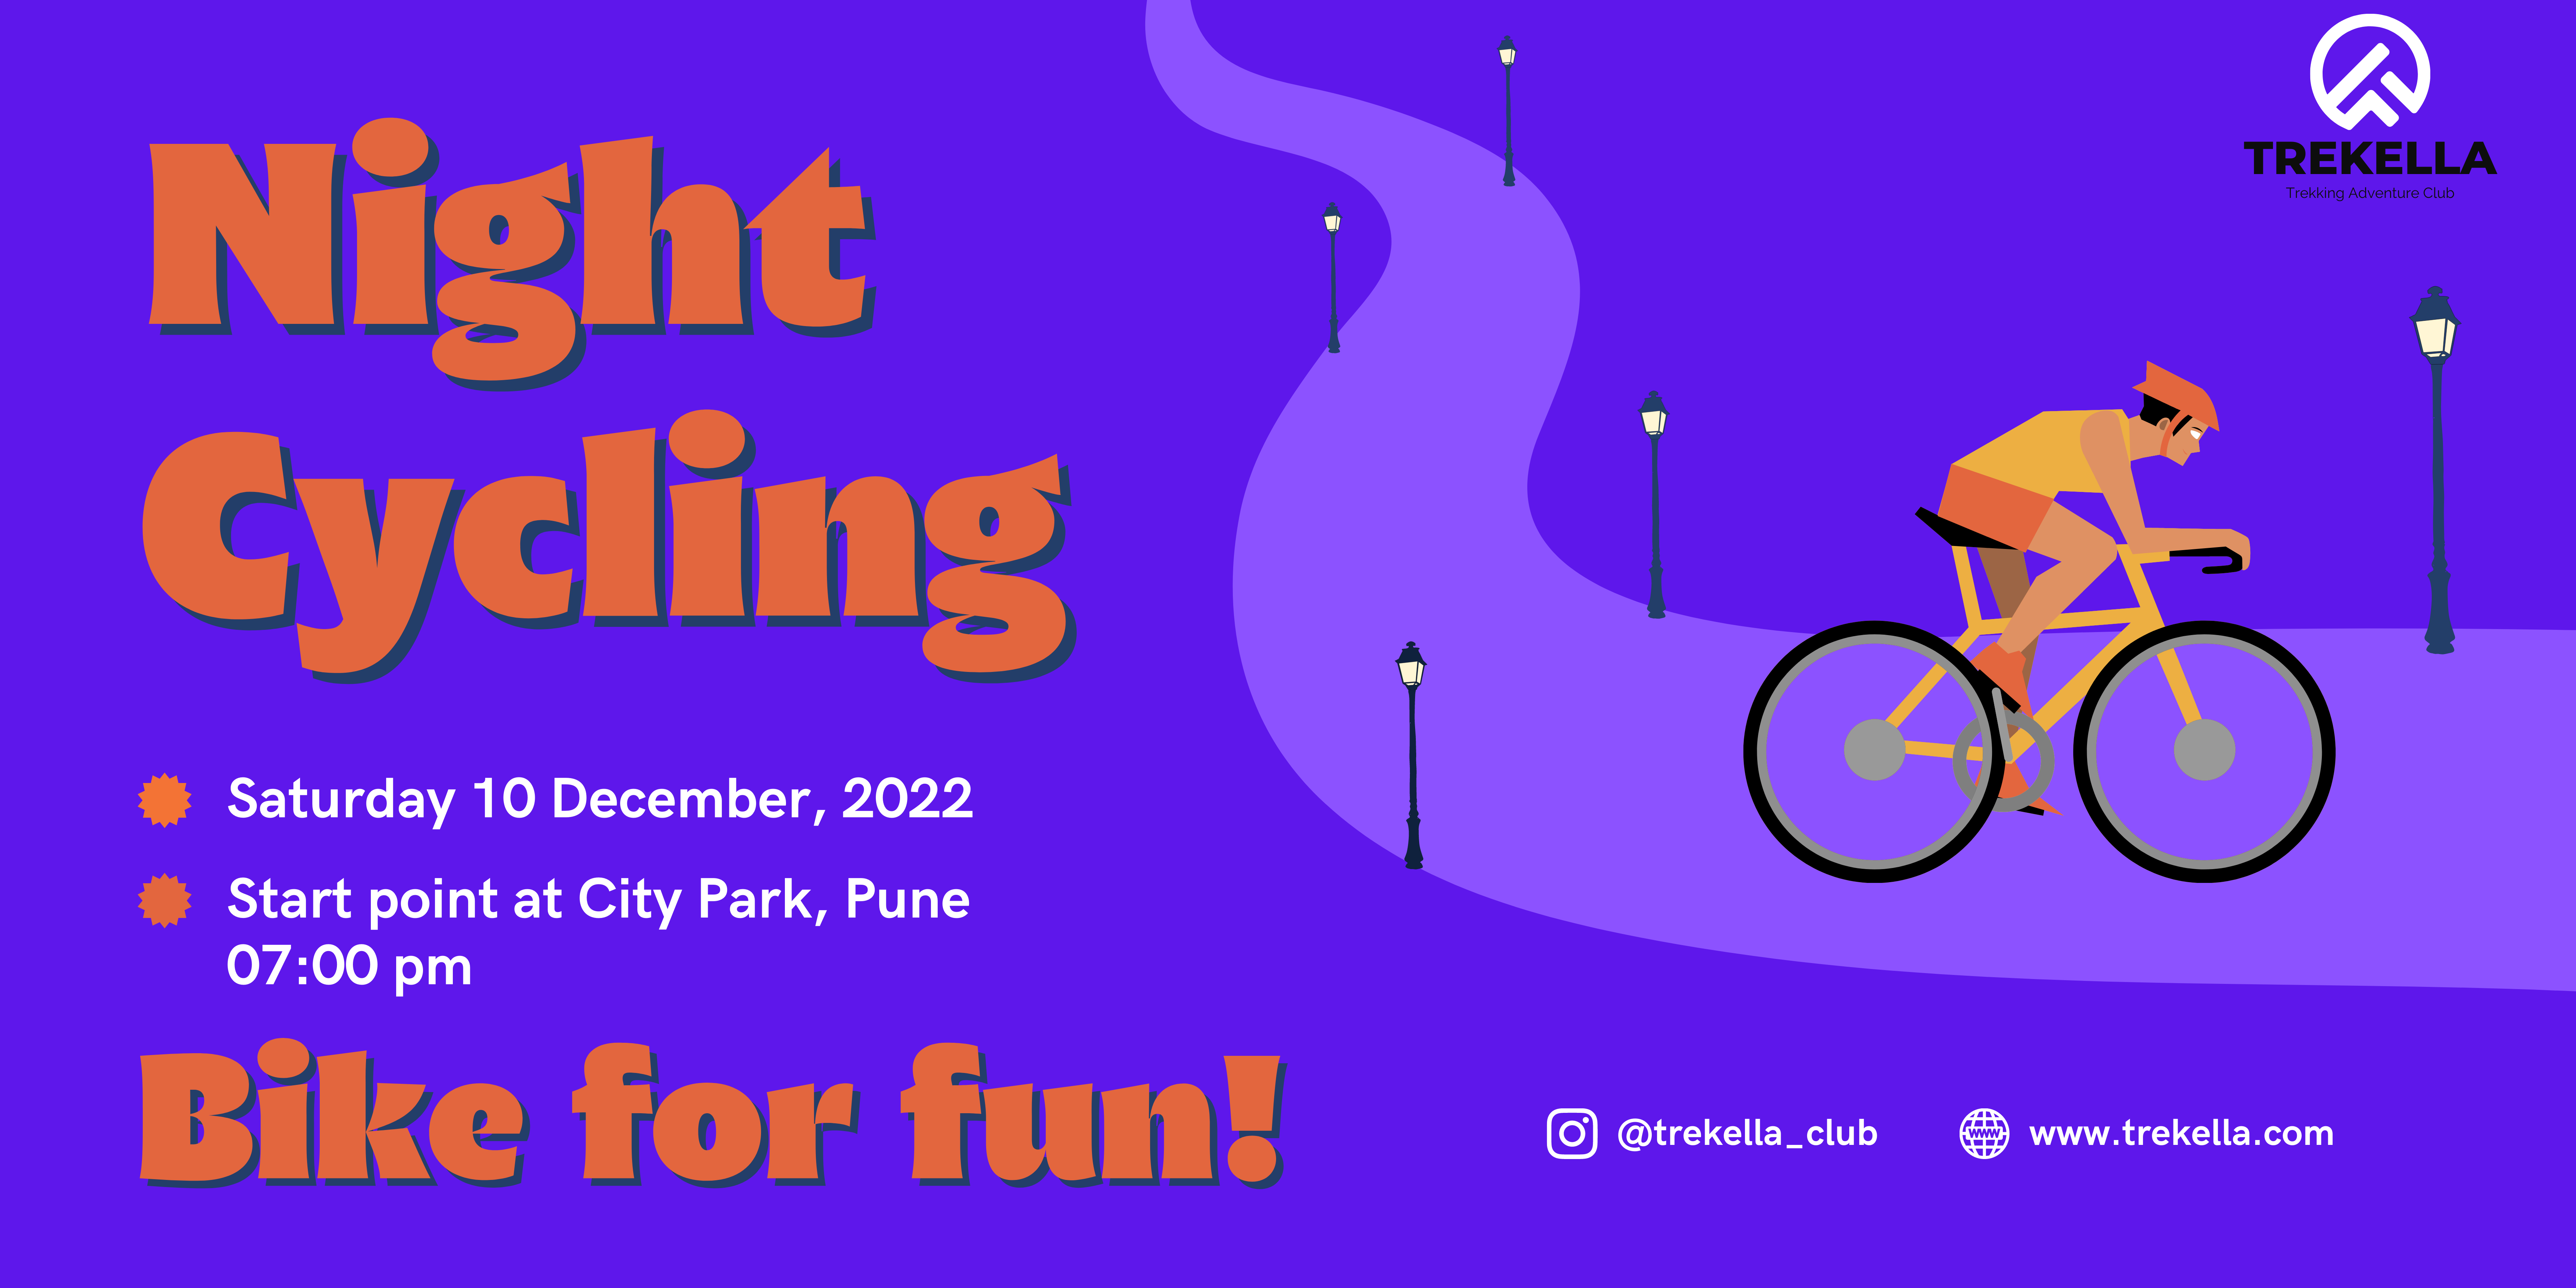 Night
Cycling
Saturday 10 December, 2022
Start point at City Park, Pune
07:00 pm
Bike for fun!
TREKELLA
Trekking Adventure Club
@trekella_club
www
www.trekella.com